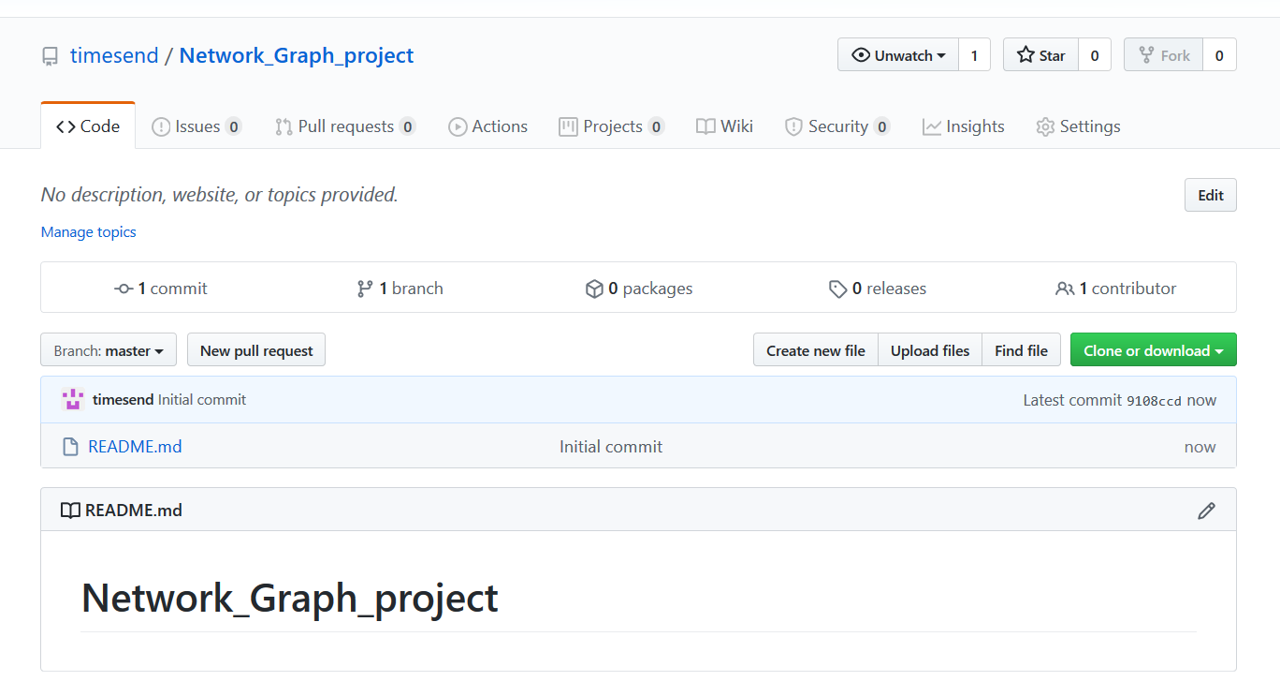 timesend / Network_Graph_project Unwatch 1 Star 0 Fork 0
Code Issues 0 Pull requests 0 Actions Projects 0 Wiki Security 0 Insights Settings
No description, website, or topics provided. Edit
Manage topics
1 commit 1 branch 0 packages 0 releases 1 contributor
Branch: master New pull request Create new file Upload files Find file Clone or download
timesend Initial commit Latest commit 9108ccd now
README.md Initial commit now
README.md
Network_Graph_project